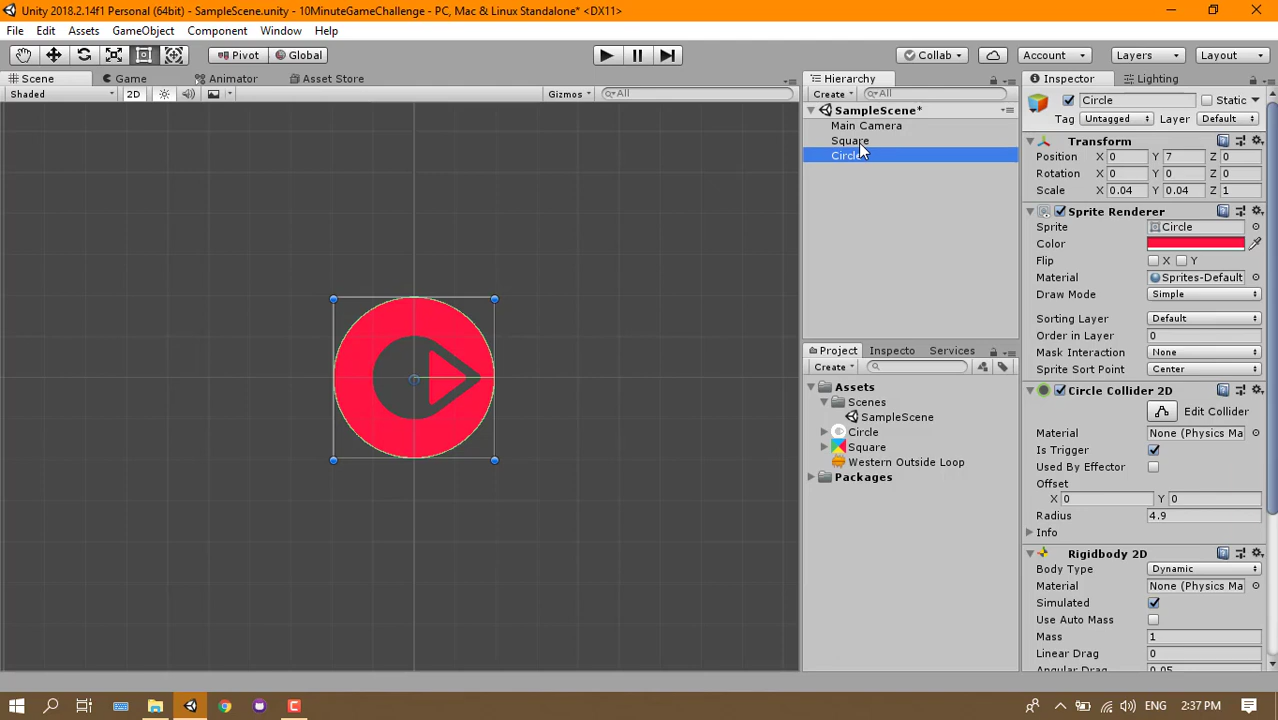 Unity 2018.2.14f1 Personal (64bit) - SampleScene.unity - 10MinuteGameChallenge - PC, Mac & Linux Standalone* <DX11>
File Edit Assets GameObject Component Window Help
Pivot Global Collab Account Layers Layout
Scene Game Animator Asset Store
Shaded 2D Gizmos All
Hierarchy
Create All
SampleScene*
Main Camera
Square
Circle
Project Inspecto Services
Create
Assets
Scenes
SampleScene
Circle
Square
Western Outside Loop
Packages
Inspector Lighting
Circle Static
Tag Untagged Layer Default
Transform
Position X 0 Y 7 Z 0
Rotation X 0 Y 0 Z 0
Scale X 0.04 Y 0.04 Z 1
Sprite Renderer
Sprite Circle
Color
Flip X Y
Material Sprites-Default
Draw Mode Simple
Sorting Layer Default
Order in Layer 0
Mask Interaction None
Sprite Sort Point Center
Circle Collider 2D
Edit Collider
Material None (Physics Ma
Is Trigger
Used By Effector
Offset
X 0 Y 0
Radius 4.9
Info
Rigidbody 2D
Body Type Dynamic
Material None (Physics Ma
Simulated
Use Auto Mass
Mass 1
Linear Drag 0
Angular Drag 0.05
ENG 2:37 PM